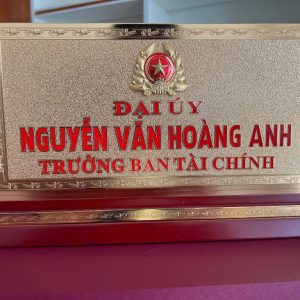 ĐẠI ÚY
NGUYỄN VĂN HOÀNG ANH
TRƯỞNG BAN TÀI CHÍNH